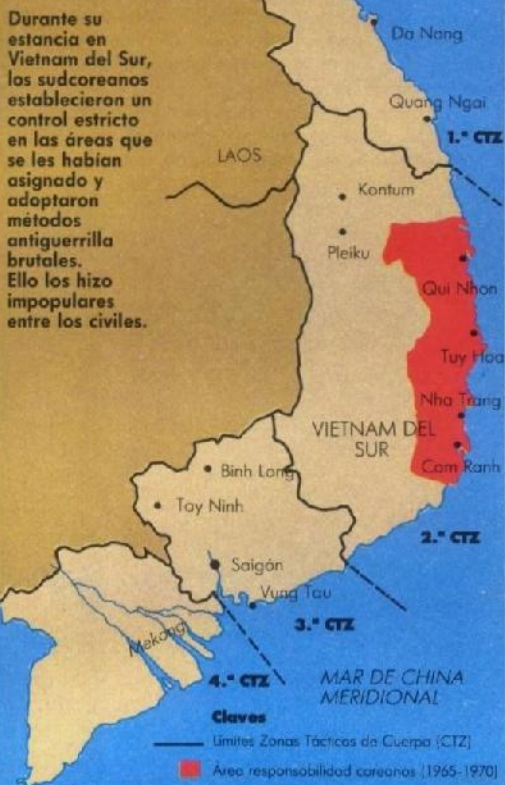 Durante su
estancia en
Vietnam del Sur,
los sudcoreanos
establecieron un
control estricto
en las áreas que
se les habían
asignado y
adoptaron
métodos
antiguerrilla
brutales.
Ello los hizo
impopulares
entre los civiles.
Da Nang
Quang Ngai
1.ª CTZ
LAOS
Kontum
Pleiku
Qui Nhon
Tuy Hoa
Nha Trang
VIETNAM DEL
SUR
Cam Ranh
Binh Long
Tay Ninh
2.ª CTZ
Saigón
Vung Tau
3.ª CTZ
Mekong
4.ª CTZ
MAR DE CHINA
MERIDIONAL
Claves
Límites Zonas Tácticas de Cuerpo (CTZ)
Área responsabilidad coreanos (1965-1970)